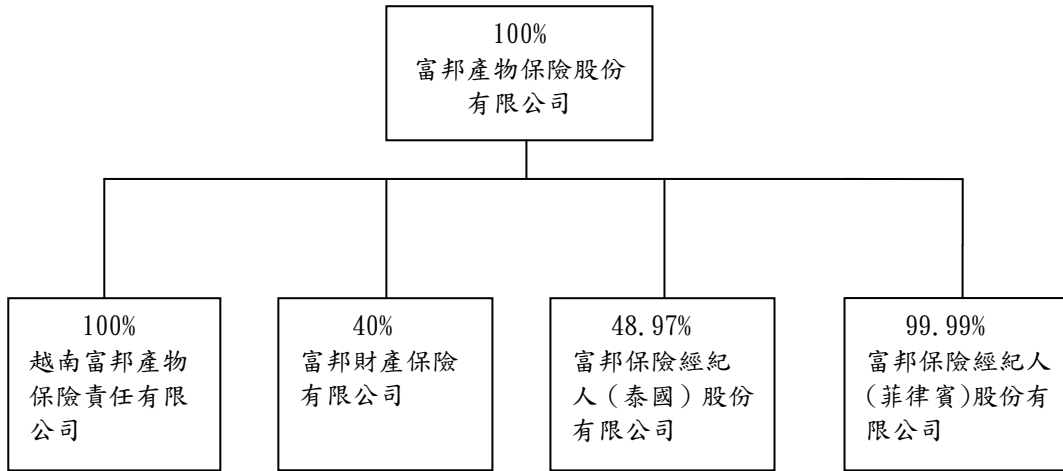 100%
富邦產物保險股份
有限公司
100%
越南富邦產物
保險責任有限
公司
40%
富邦財產保險
有限公司
48.97%
富邦保險經紀
人（泰國）股份
有限公司
99.99%
富邦保險經紀人
(菲律賓)股份有
限公司